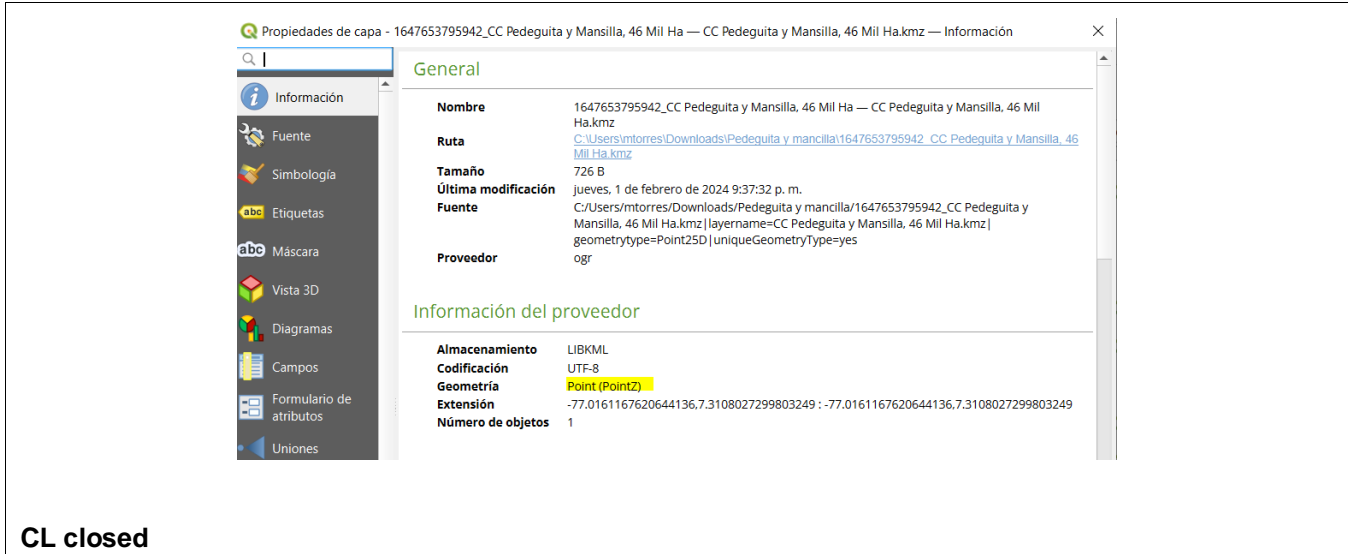 Propiedades de capa - 1647653795942_CC Pedeguita y Mansilla, 46 Mil Ha — CC Pedeguita y Mansilla, 46 Mil Ha.kmz — Información
Información
Fuente
Simbología
abc Etiquetas
abc Máscara
Vista 3D
Diagramas
Campos
Formulario de
atributos
Uniones
General
Nombre 1647653795942_CC Pedeguita y Mansilla, 46 Mil Ha — CC Pedeguita y Mansilla, 46 Mil
Ha.kmz
Ruta C:\Users\mtorres\Downloads\Pedeguita y mancilla\1647653795942_CC Pedeguita y Mansilla, 46
Mil Ha.kmz
Tamaño 726 B
Última modificación jueves, 1 de febrero de 2024 9:37:32 p. m.
Fuente C:/Users/mtorres/Downloads/Pedeguita y mancilla/1647653795942_CC Pedeguita y
Mansilla, 46 Mil Ha.kmz|layername=CC Pedeguita y Mansilla, 46 Mil Ha.kmz|
geometrytype=Point25D|uniqueGeometryType=yes
Proveedor ogr
Información del proveedor
Almacenamiento LIBKML
Codificación UTF-8
Geometría Point (PointZ)
Extensión -77.0161167620644136,7.3108027299803249 : -77.0161167620644136,7.3108027299803249
Número de objetos 1
CL closed